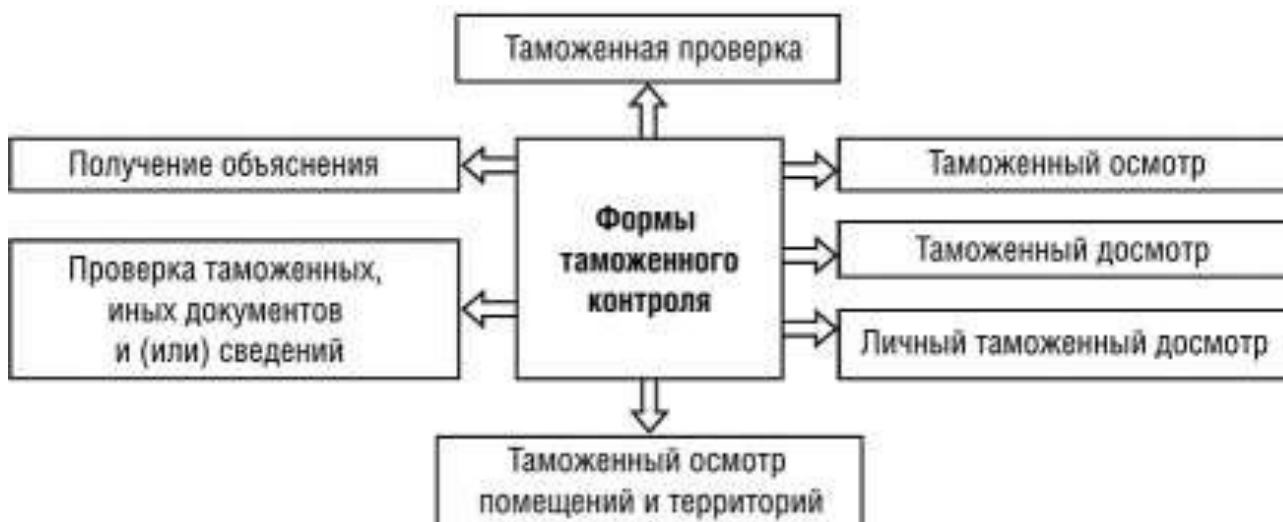 Таможенная проверка
Получение объяснения
Проверка таможенных,
иных документов
и (или) сведений
Формы
таможенного
контроля
Таможенный осмотр
Таможенный досмотр
Личный таможенный досмотр
Таможенный осмотр
помещений и территорий